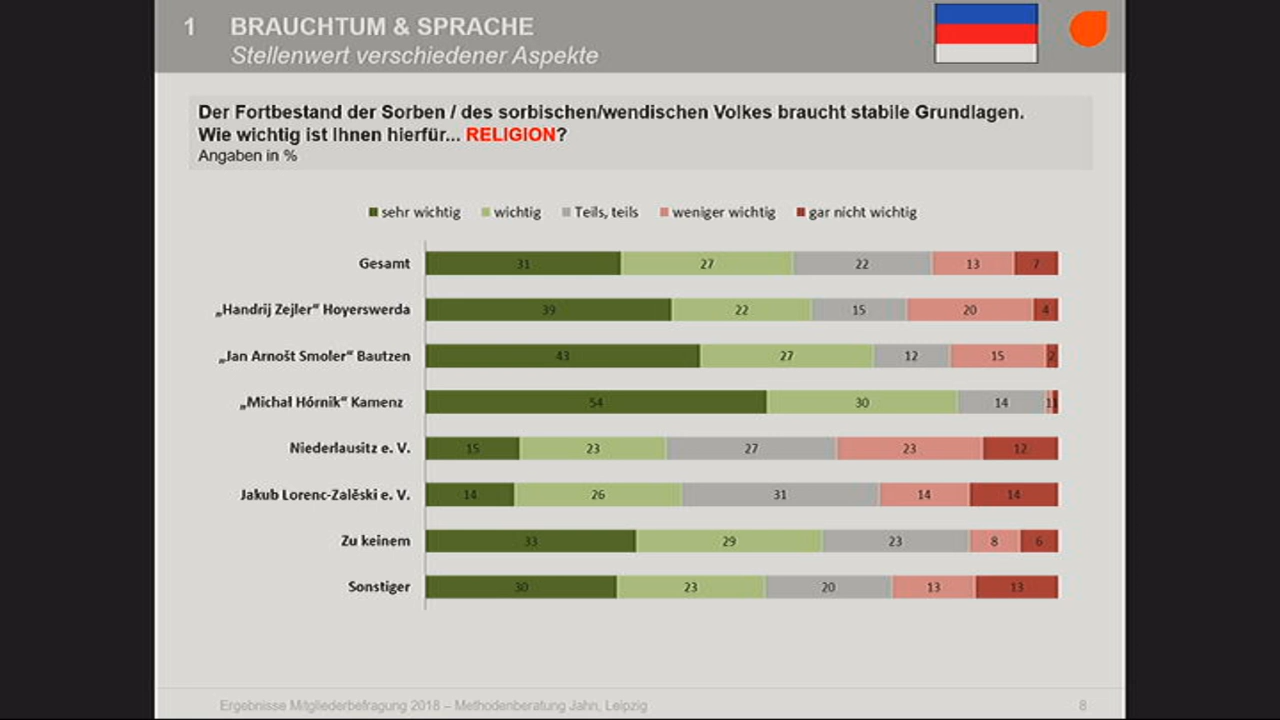 1 BRAUCHTUM & SPRACHE
Stellenwert verschiedener Aspekte
Der Fortbestand der Sorben / des sorbischen/wendischen Volkes braucht stabile Grundlagen.
Wie wichtig ist Ihnen hierfür... RELIGION?
Angaben in %
sehr wichtig wichtig Teils, teils weniger wichtig gar nicht wichtig
Gesamt 31 27 22 13 7
„Handrij Zejler“ Hoyerswerda 39 22 15 20 4
„Jan Arnošt Smoler“ Bautzen 43 27 12 15 2
„Michał Hórnik“ Kamenz 54 30 14 1 1
Niederlausitz e. V. 15 23 27 23 12
Jakub Lorenc-Zalěski e. V. 14 26 31 14 14
Zu keinem 33 29 23 8 6
Sonstiger 30 23 20 13 13
Ergebnisse Mitgliederbefragung 2018 – Methodenberatung Jahn, Leipzig 8